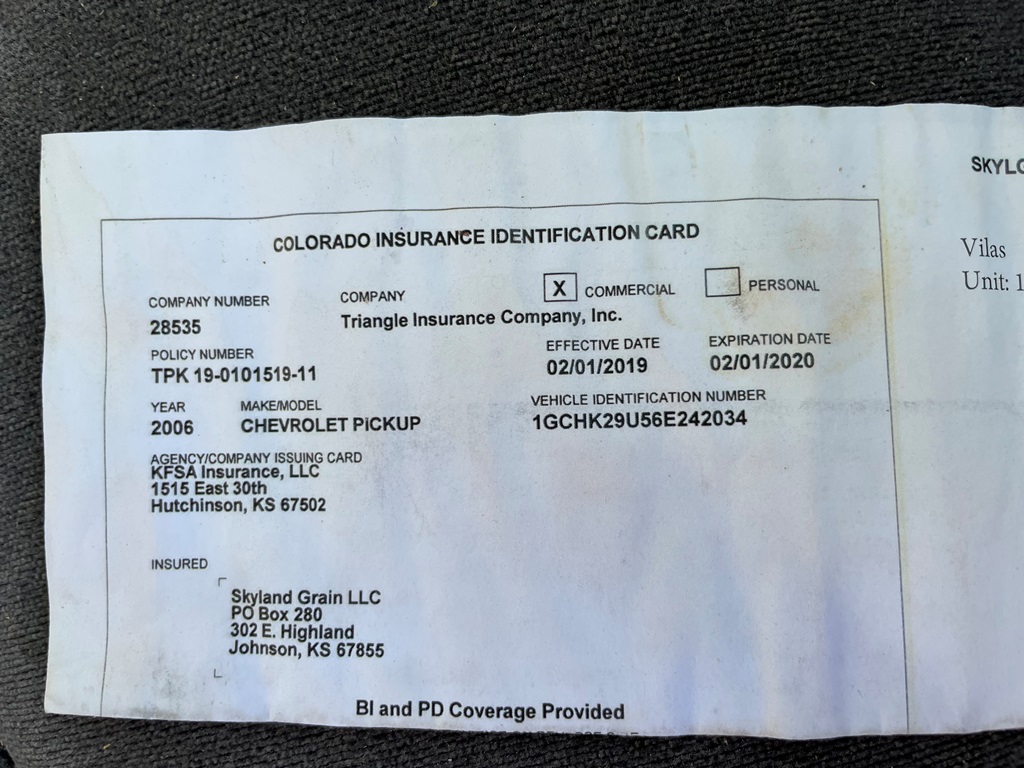 SKYLG
COLORADO INSURANCE IDENTIFICATION CARD
Vilas
Unit: 1
X COMMERCIAL PERSONAL
COMPANY NUMBER COMPANY
28535 Triangle Insurance Company, Inc.
POLICY NUMBER EFFECTIVE DATE EXPIRATION DATE
TPK 19-0101519-11 02/01/2019 02/01/2020
YEAR MAKE/MODEL VEHICLE IDENTIFICATION NUMBER
2006 CHEVROLET PICKUP 1GCHK29U56E242034
AGENCY/COMPANY ISSUING CARD
KFSA Insurance, LLC
1515 East 30th
Hutchinson, KS 67502
INSURED
Skyland Grain LLC
PO Box 280
302 E. Highland
Johnson, KS 67855
BI and PD Coverage Provided